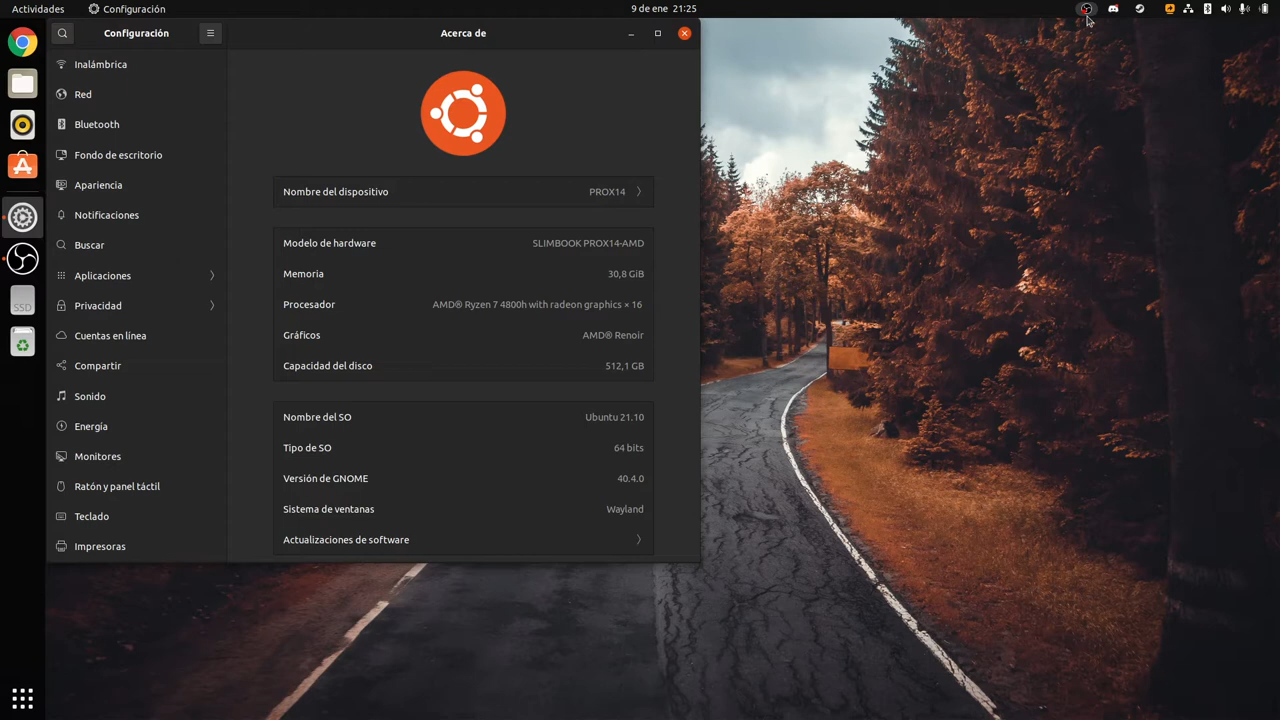 Actividades
Configuración
9 de ene 21:25
Configuración
Acerca de
Inalámbrica
Red
Bluetooth
Fondo de escritorio
Apariencia
Notificaciones
Buscar
Aplicaciones
Privacidad
Cuentas en línea
Compartir
Sonido
Energía
Monitores
Ratón y panel táctil
Teclado
Impresoras
Nombre del dispositivo PROX14
Modelo de hardware SLIMBOOK PROX14-AMD
Memoria 30,8 GiB
Procesador AMD® Ryzen 7 4800h with radeon graphics × 16
Gráficos AMD® Renoir
Capacidad del disco 512,1 GB
Nombre del SO Ubuntu 21.10
Tipo de SO 64 bits
Versión de GNOME 40.4.0
Sistema de ventanas Wayland
Actualizaciones de software
SSD